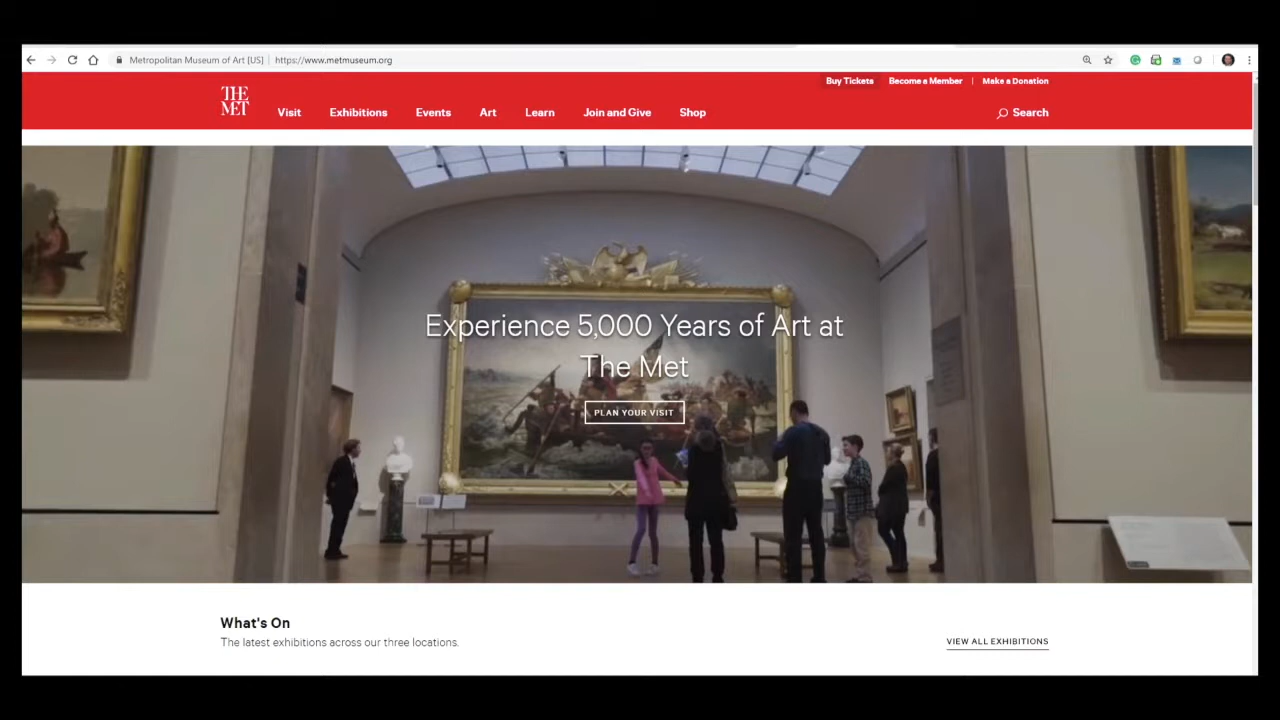 Metropolitan Museum of Art [US] | https://www.metmuseum.org
Buy Tickets Become a Member | Make a Donation
THE
MET
Visit Exhibitions Events Art Learn Join and Give Shop Search
Experience 5,000 Years of Art at
The Met
PLAN YOUR VISIT
What's On
The latest exhibitions across our three locations.
VIEW ALL EXHIBITIONS